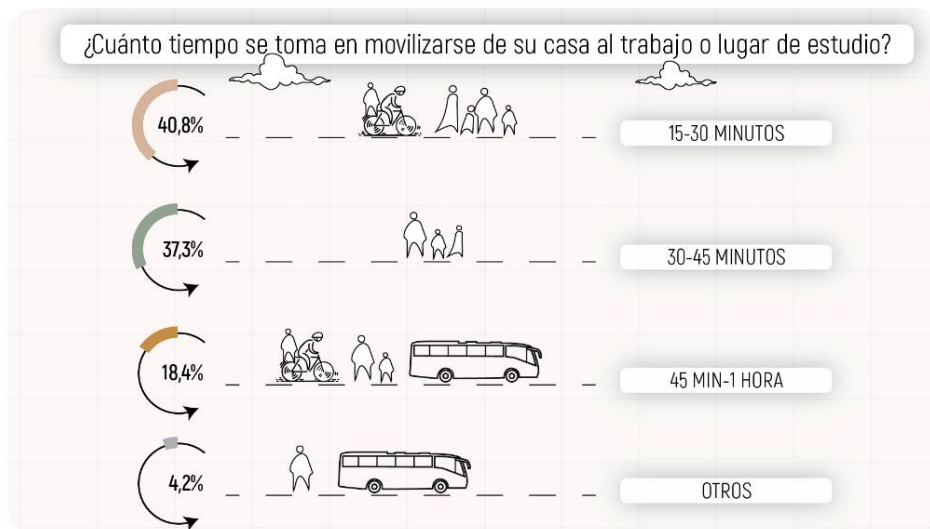 ¿Cuánto tiempo se toma en movilizarse de su casa al trabajo o lugar de estudio?
40,8%
15-30 MINUTOS
37,3%
30-45 MINUTOS
18,4%
45 MIN-1 HORA
4,2%
OTROS